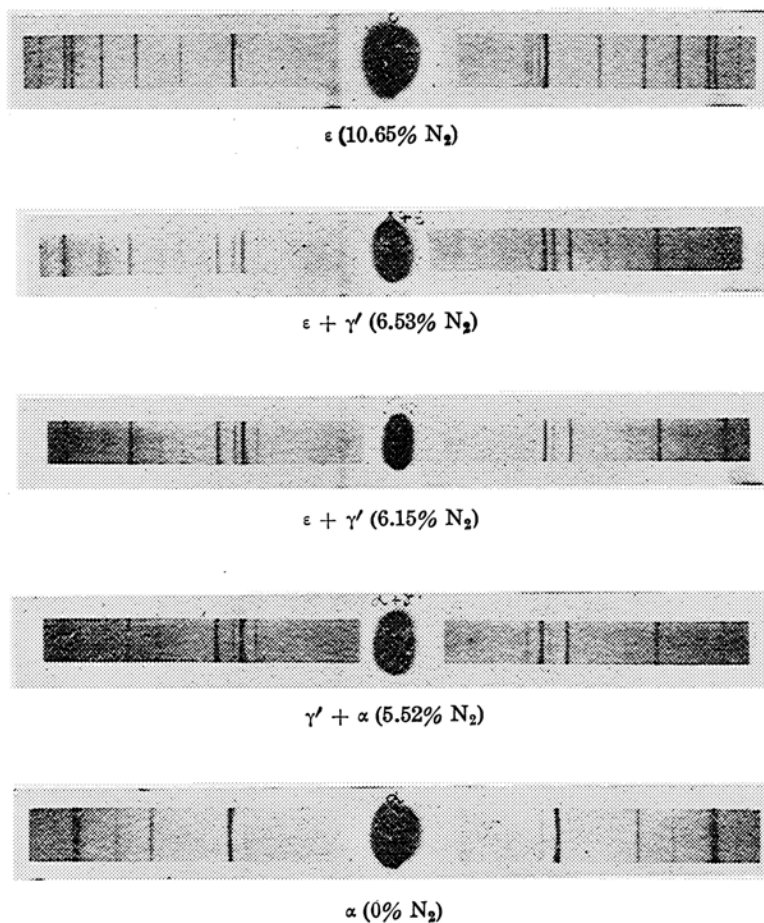 ε (10.65% N₂)
ε + γ′ (6.53% N₂)
ε + γ′ (6.15% N₂)
α+γ′
γ′ + α (5.52% N₂)
α
α (0% N₂)